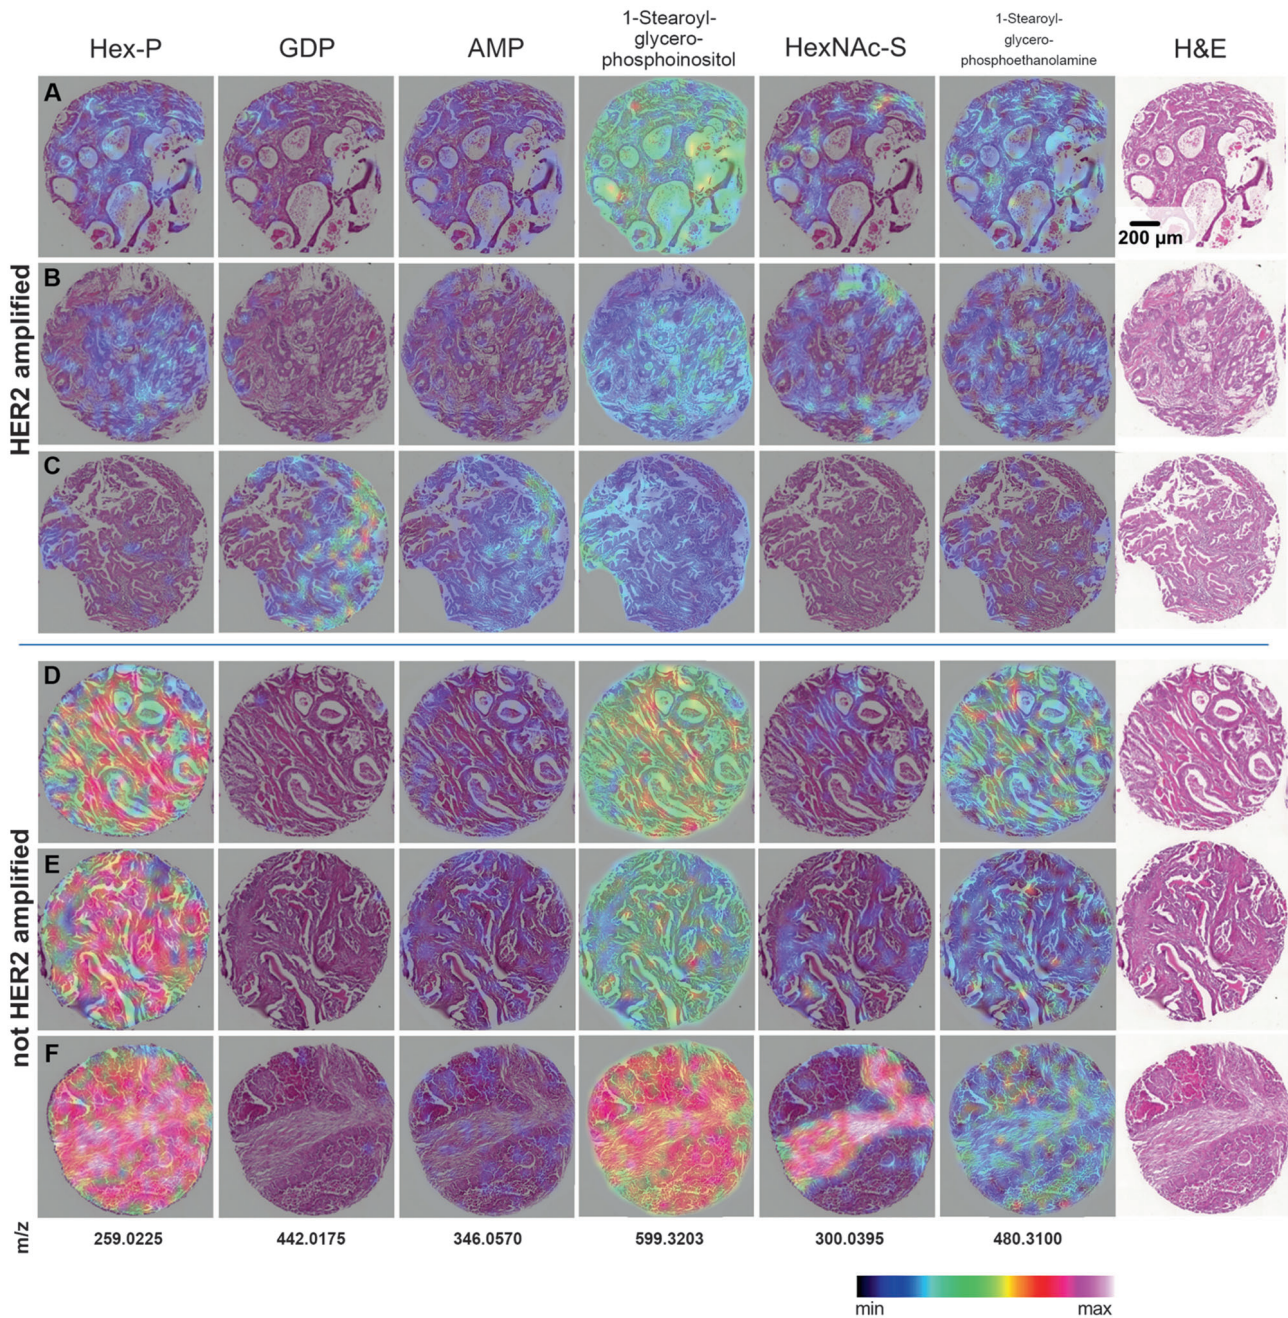 Hex-P
GDP
AMP
1-Stearoyl-
glycero-
phosphoinositol
HexNAc-S
1-Stearoyl-
glycero-
phosphoethanolamine
H&E
HER2 amplified
A
200 µm
B
C
not HER2 amplified
D
E
F
m/z
259.0225
442.0175
346.0570
599.3203
300.0395
480.3100
min
max